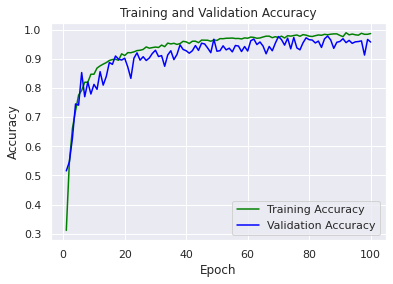 Training and Validation Accuracy
1.0
0.9
0.8
0.7
0.6
0.5
0.4
0.3
Accuracy
Training Accuracy
Validation Accuracy
0 20 40 60 80 100
Epoch